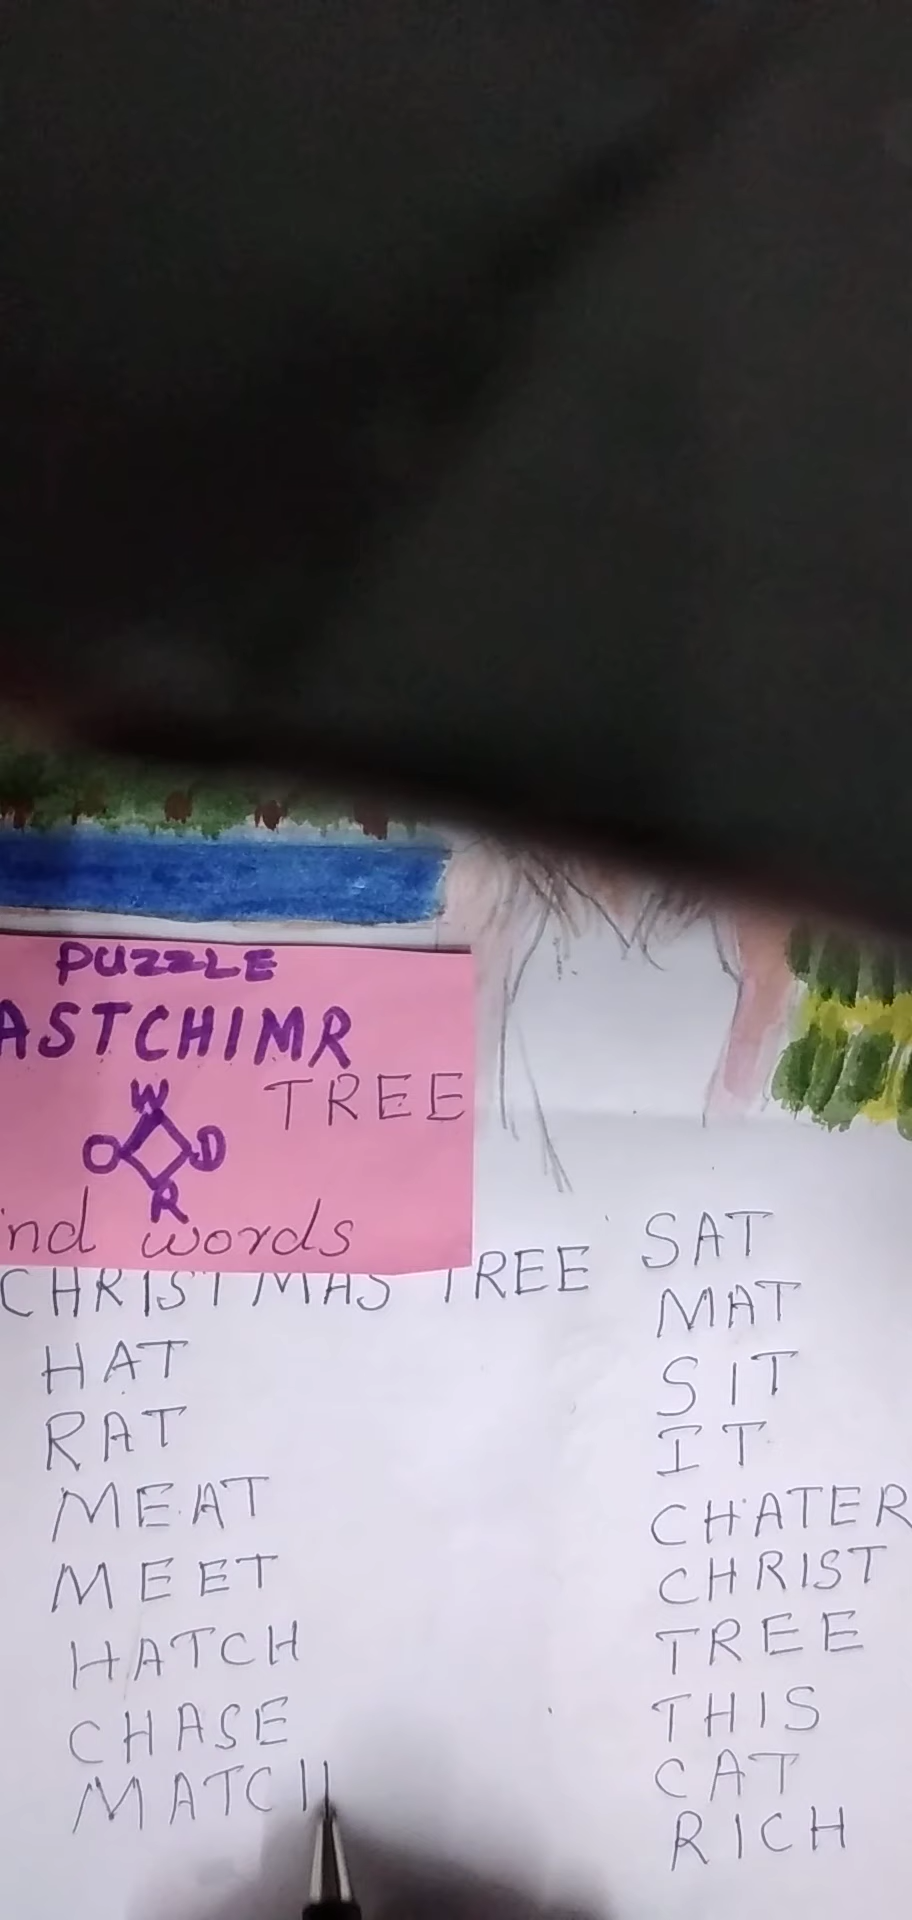 PUZZLE
ASTCHIMR
TREE
W
O D
R
ind words
CHRISTMAS TREE
HAT
RAT
MEAT
MEET
HATCH
CHASE
MATCH
SAT
MAT
SIT
IT
CHATER
CHRIST
TREE
THIS
CAT
RICH